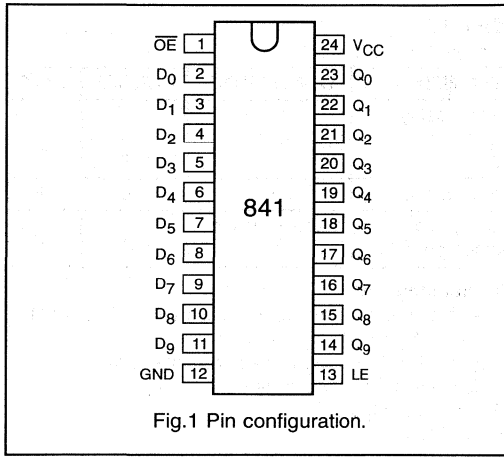 OE 1 24 VCC
D0 2 23 Q0
D1 3 22 Q1
D2 4 21 Q2
D3 5 20 Q3
D4 6 19 Q4
841
D5 7 18 Q5
D6 8 17 Q6
D7 9 16 Q7
D8 10 15 Q8
D9 11 14 Q9
GND 12 13 LE
Fig.1 Pin configuration.